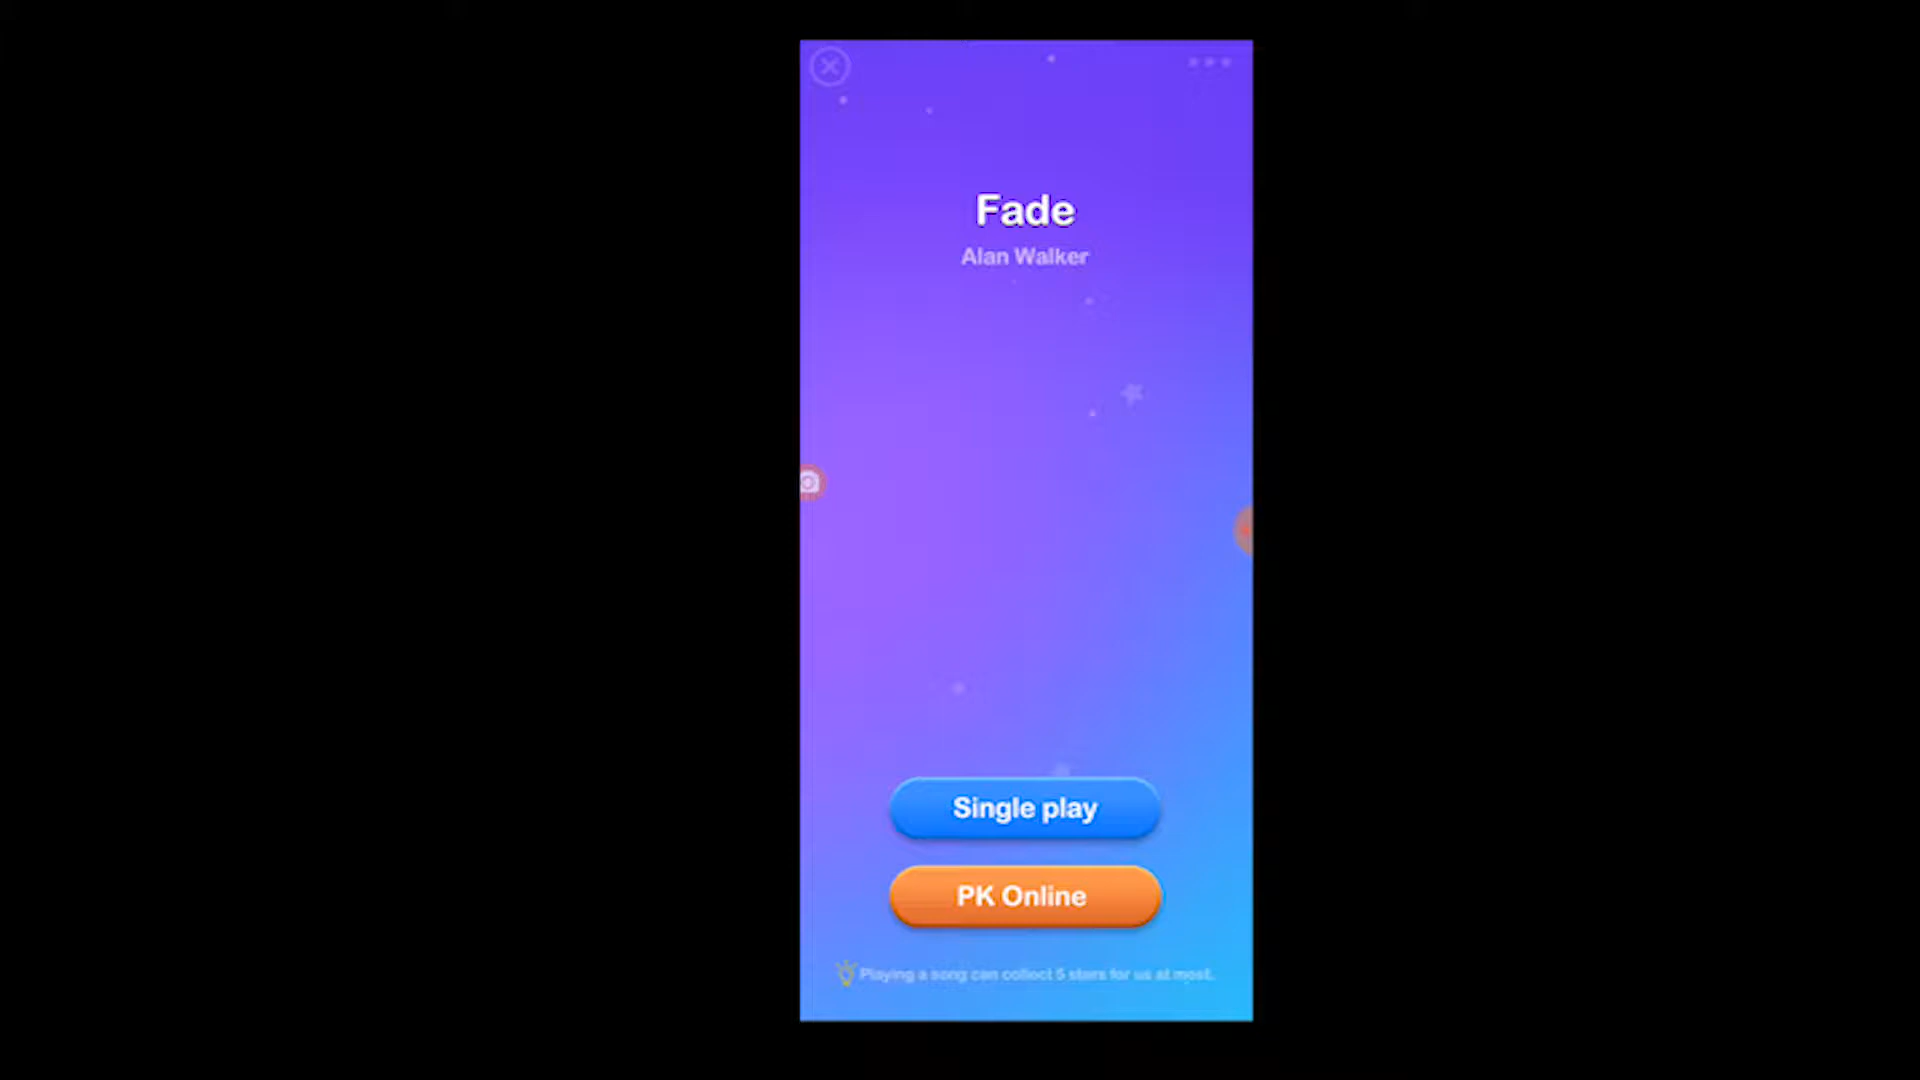 Fade
Alan Walker
Single play
PK Online
Playing a song can collect 5 stars for us at most.